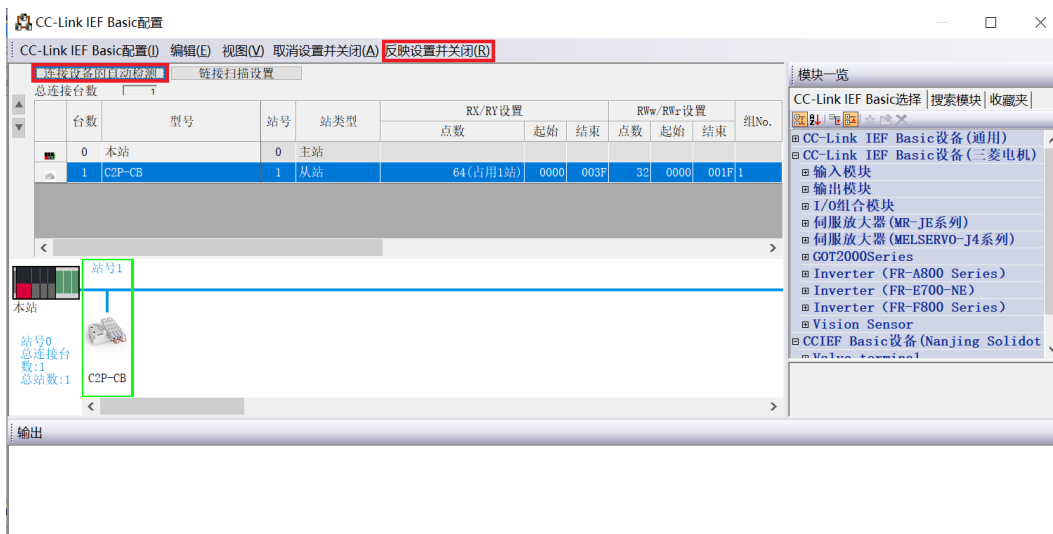 CC-Link IEF Basic配置
CC-Link IEF Basic配置(I) 编辑(E) 视图(V) 取消设置并关闭(A) 反映设置并关闭(R)
连接设备的自动检测 链接扫描设置
总连接台数 1
台数 型号 站号 站类型 RX/RY设置 RWw/RWr设置 组No.
点数 起始 结束 点数 起始 结束
0 本站 0 主站
1 C2P-CB 1 从站 64(占用1站) 0000 003F 32 0000 001F 1
站号1
本站
站号0
总连接台
数:1
总站数:1
C2P-CB
模块一览
CC-Link IEF Basic选择 搜索模块 收藏夹
CC-Link IEF Basic设备(通用)
CC-Link IEF Basic设备(三菱电机)
输入模块
输出模块
I/O组合模块
伺服放大器(MR-JE系列)
伺服放大器(MELSERVO-J4系列)
GOT2000Series
Inverter (FR-A800 Series)
Inverter (FR-E700-NE)
Inverter (FR-F800 Series)
Vision Sensor
CCIEF Basic设备(Nanjing Solidot
Valve terminal
输出